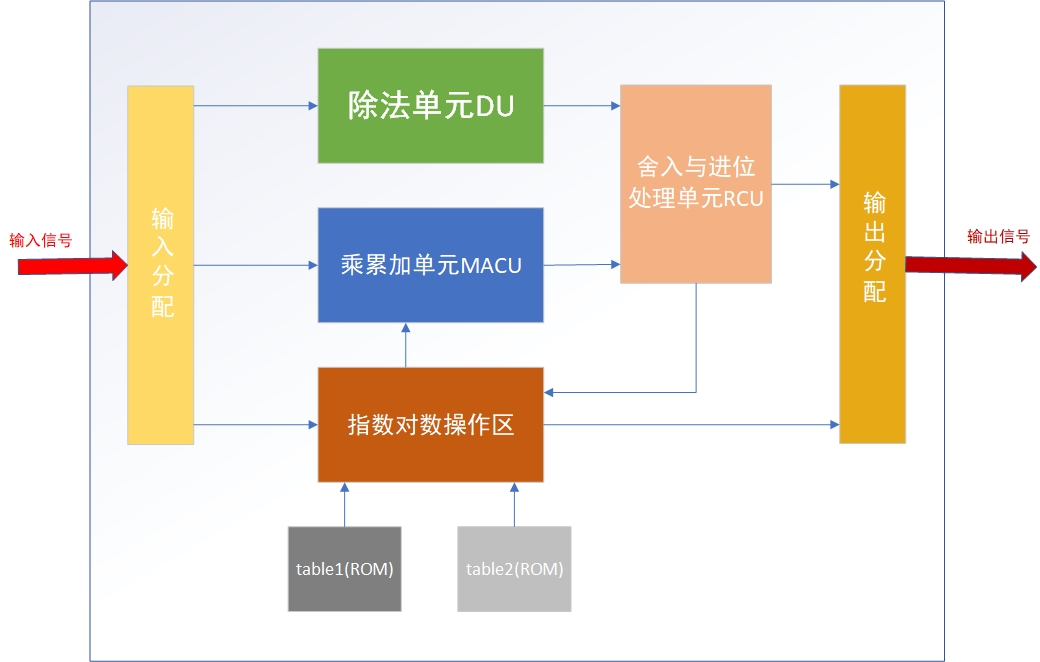 输入信号
输入分配
除法单元DU
乘累加单元MACU
指数对数操作区
table1(ROM)
table2(ROM)
舍入与进位
处理单元RCU
输出分配
输出信号